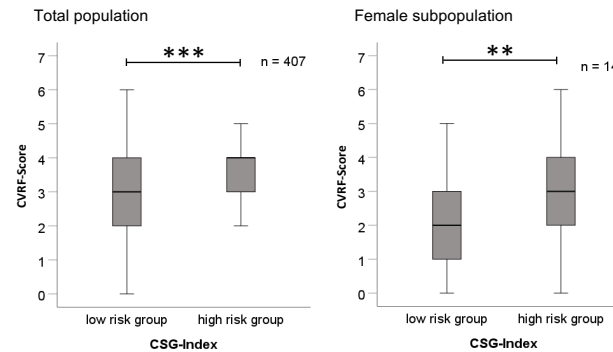 Total population
7
6
5
4
3
2
1
0
CVRF-Score
***
n = 407
low risk group high risk group
CSG-Index
Female subpopulation
7
6
5
4
3
2
1
0
CVRF-Score
**
n = 14
low risk group high risk group
CSG-Index